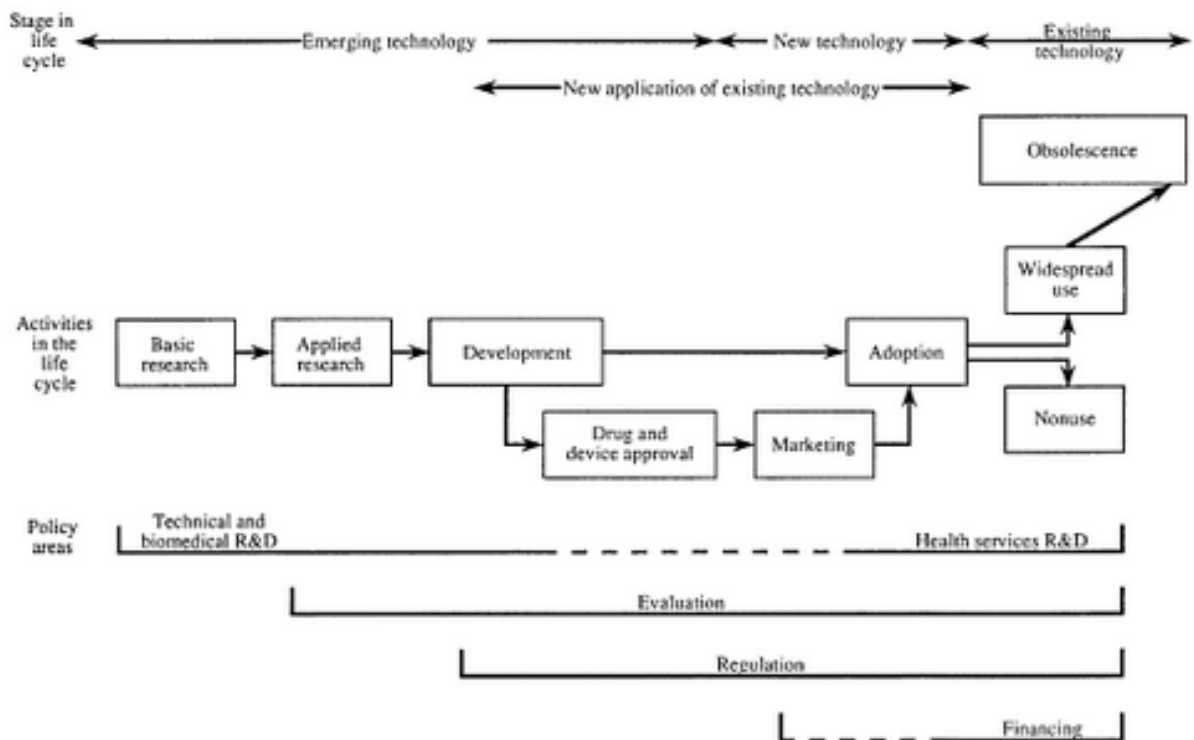 Stage in
life
cycle
Emerging technology
New technology
Existing
technology
New application of existing technology
Obsolescence
Widespread
use
Activities
in the
life
cycle
Basic
research
Applied
research
Development
Adoption
Drug and
device approval
Marketing
Nonuse
Policy
areas
Technical and
biomedical R&D
Health services R&D
Evaluation
Regulation
Financing